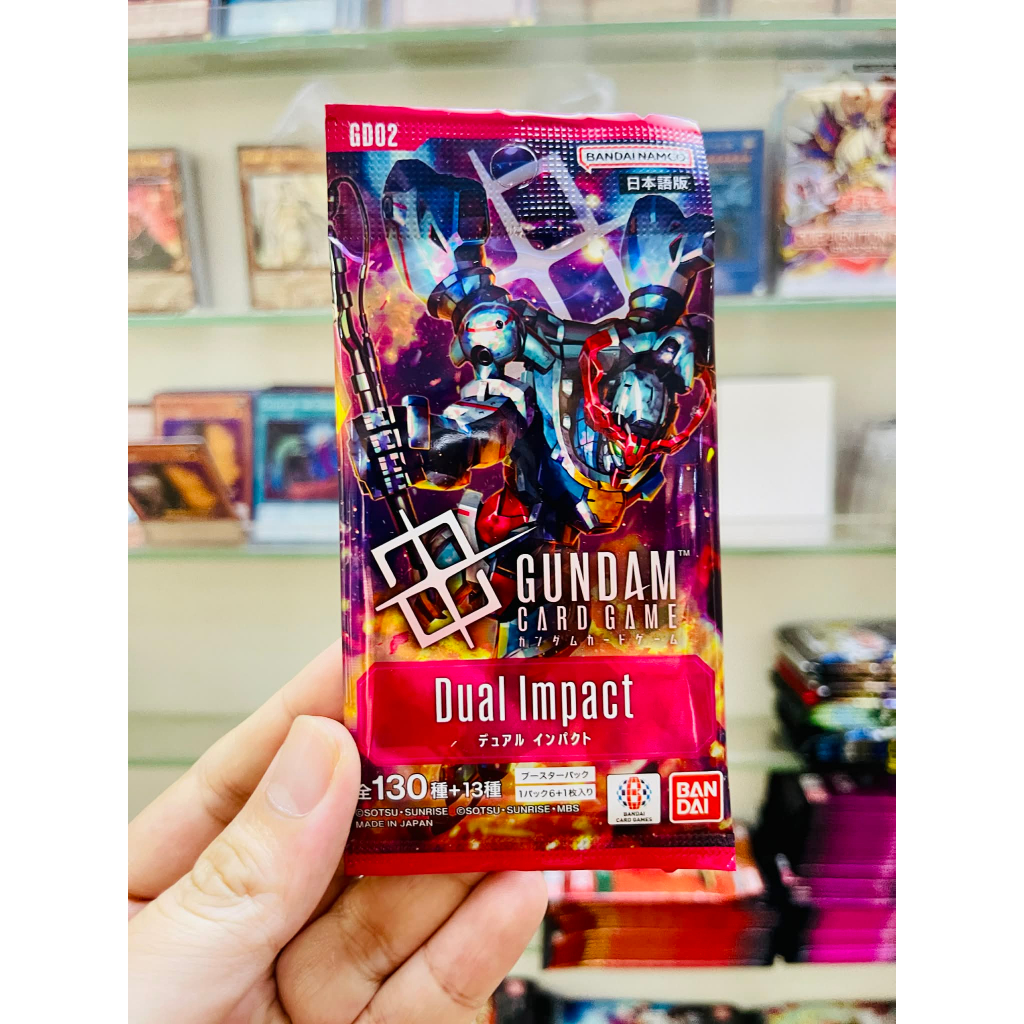 GD02
BANDAI NAMCO
日本語版
GUNDAM™
CARD GAME
ガンダムカードゲーム
Dual Impact
デュアル インパクト
全130種+13種
ブースターパック
1パック6+1枚入り
©SOTSU・SUNRISE ©SOTSU・SUNRISE・MBS
MADE IN JAPAN
BANDAI
CARD GAMES
BAN
DAI